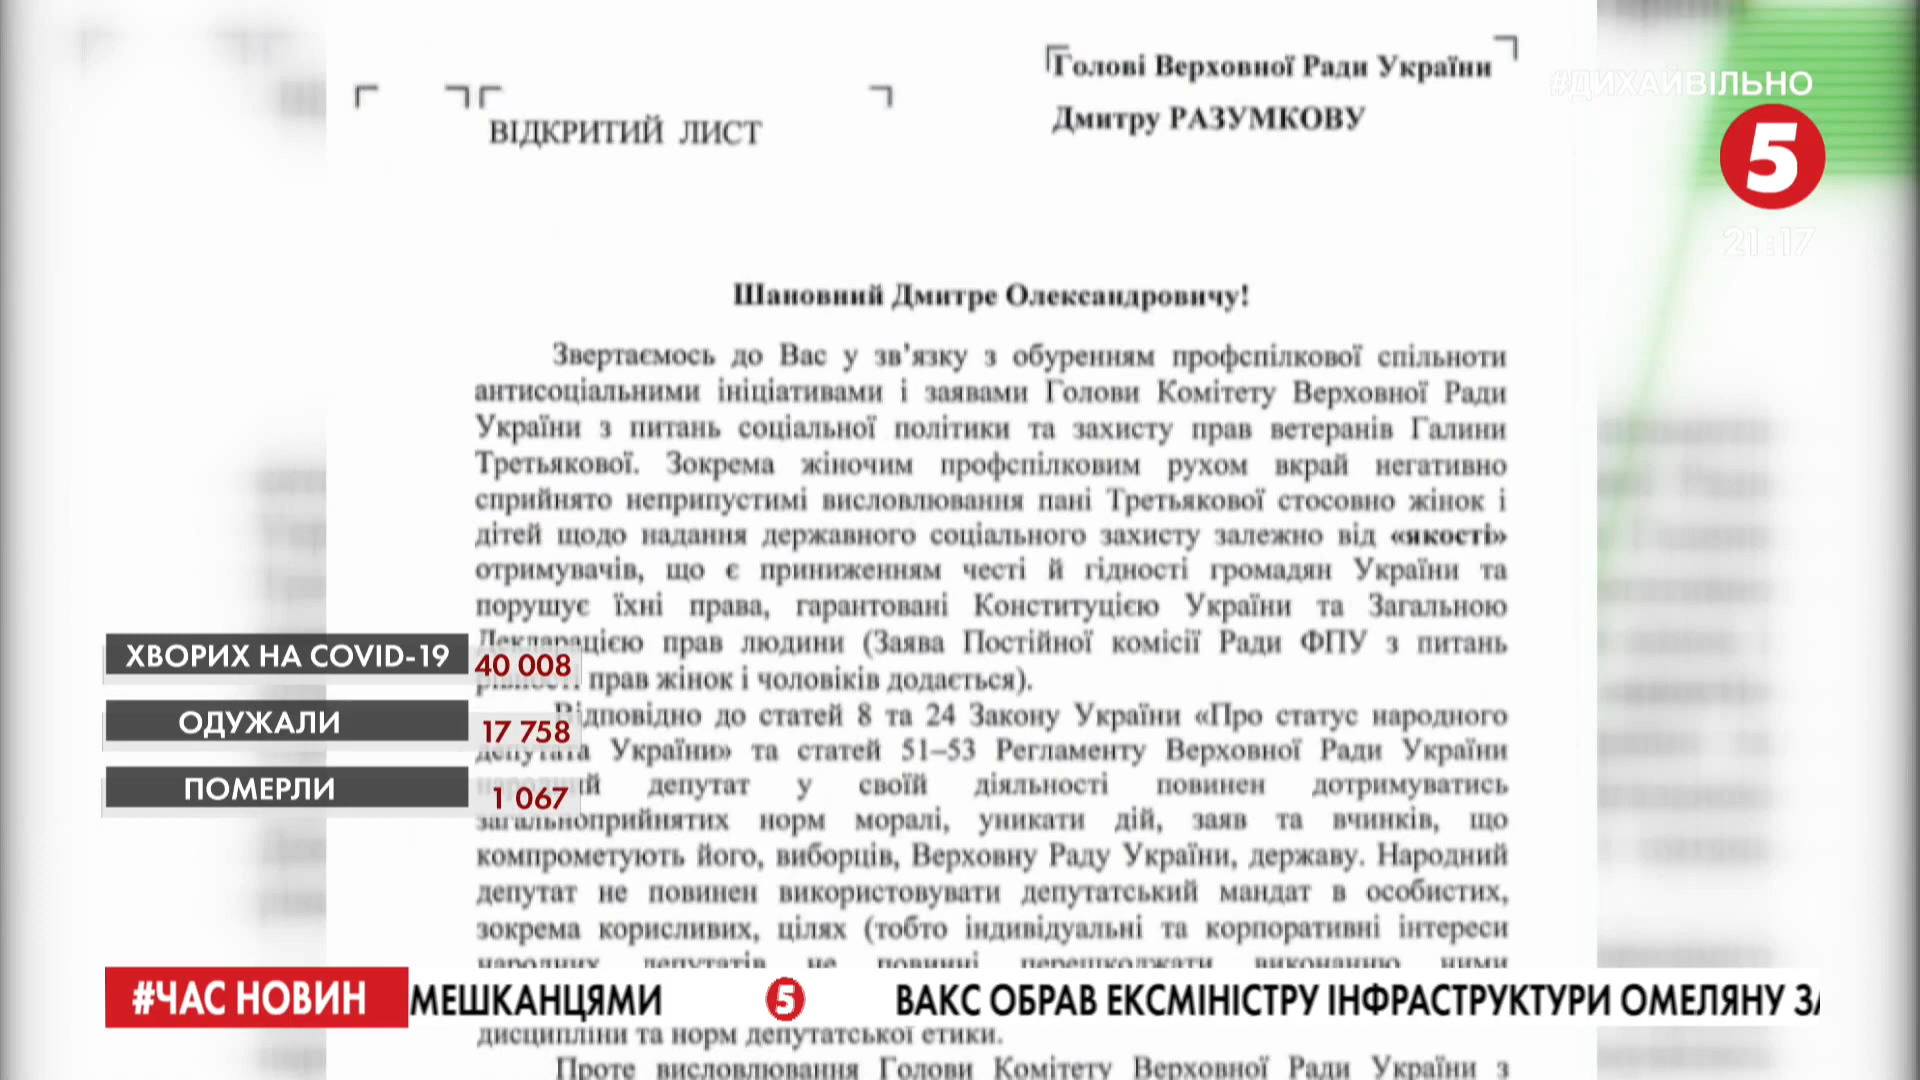 Голові Верховної Ради України
Дмитру РАЗУМКОВУ
#ДИХАЙВІЛЬНО
5
21:17
ВІДКРИТИЙ ЛИСТ
Шановний Дмитре Олександровичу!
Звертаємось до Вас у зв’язку з обуренням профспілкової спільноти
антисоціальними ініціативами і заявами Голови Комітету Верховної Ради
України з питань соціальної політики та захисту прав ветеранів Галини
Третьякової. Зокрема жіночим профспілковим рухом вкрай негативно
сприйнято неприпустимі висловлювання пані Третьякової стосовно жінок і
дітей щодо надання державного соціального захисту залежно від «якості»
отримувачів, що є приниженням честі й гідності громадян України та
порушує їхні права, гарантовані Конституцією України та Загальною
Декларацією прав людини (Заява Постійної комісії Ради ФПУ з питань
рівності прав жінок і чоловіків додається).
Відповідно до статей 8 та 24 Закону України «Про статус народного
депутата України» та статей 51–53 Регламенту Верховної Ради України
народний депутат у своїй діяльності повинен дотримуватись
загальноприйнятих норм моралі, уникати дій, заяв та вчинків, що
компрометують його, виборців, Верховну Раду України, державу. Народний
депутат не повинен використовувати депутатський мандат в особистих,
зокрема корисливих, цілях (тобто індивідуальні та корпоративні інтереси
народних депутатів не повинні перешкоджати виконанню ними
дисципліни та норм депутатської етики.
Проте висловлювання Голови Комітету Верховної Ради України з
ХВОРИХ НА COVID-19 40 008
ОДУЖАЛИ 17 758
ПОМЕРЛИ 1 067
#ЧАС НОВИН МЕШКАНЦЯМИ 5 ВАКС ОБРАВ ЕКСМІНІСТРУ ІНФРАСТРУКТУРИ ОМЕЛЯНУ